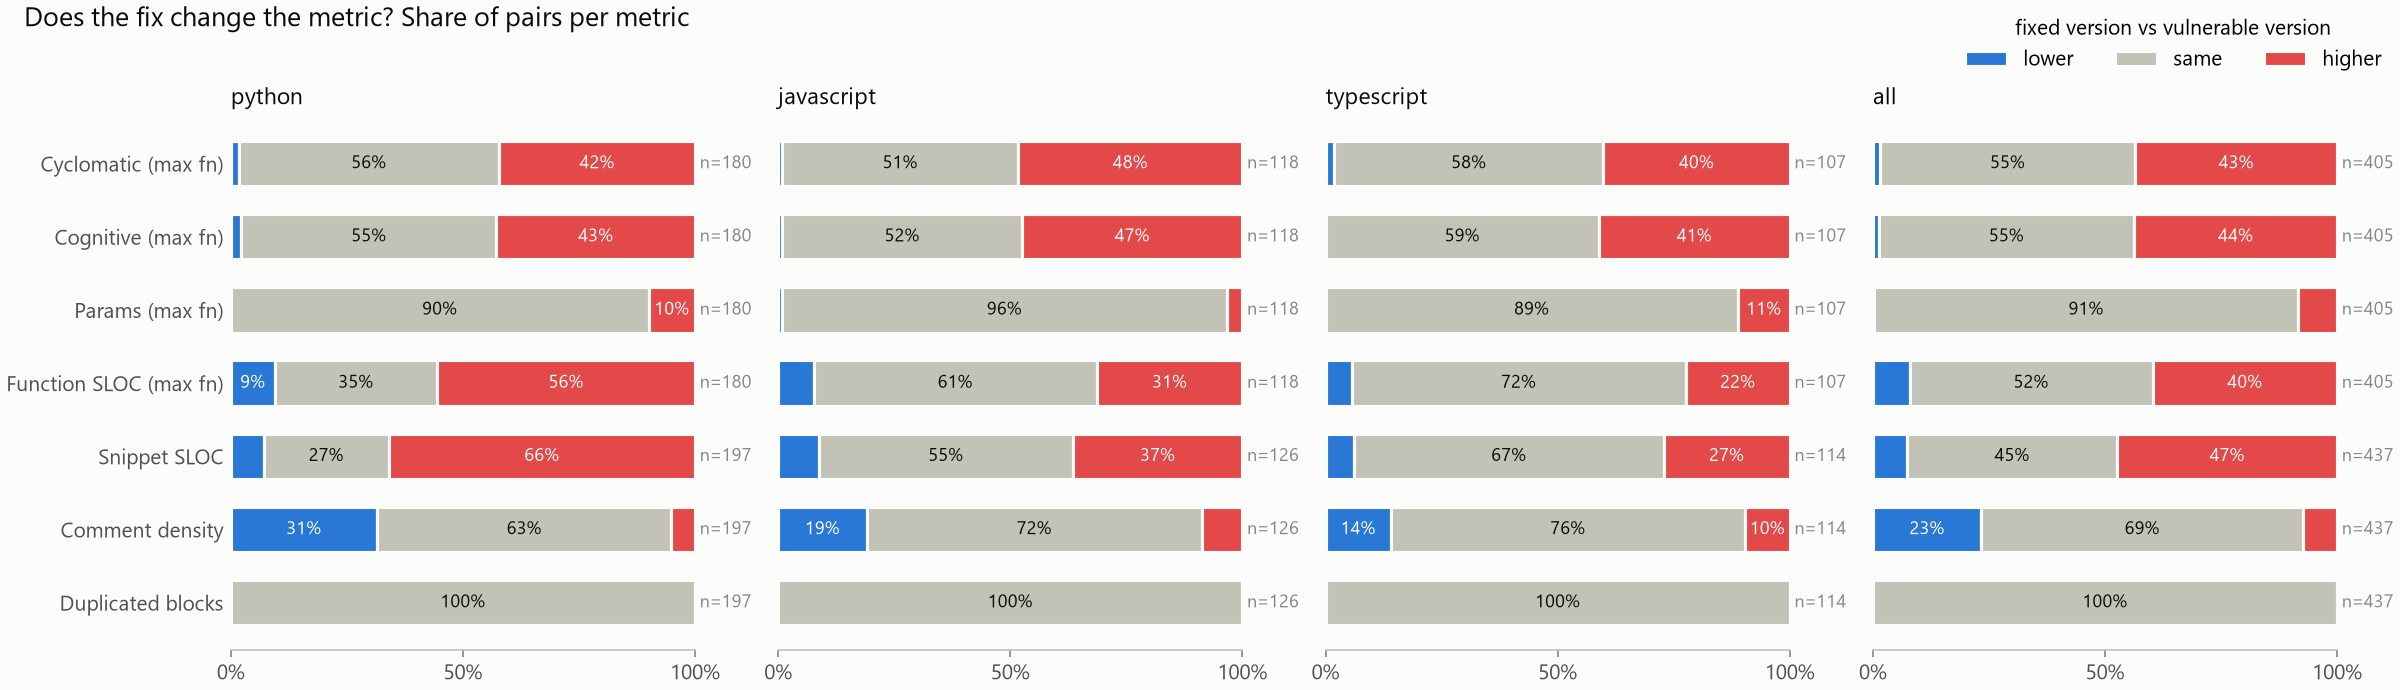 Does the fix change the metric? Share of pairs per metric
fixed version vs vulnerable version
lower same higher
python javascript typescript all
Cyclomatic (max fn) 56% 42% n=180 51% 48% n=118 58% 40% n=107 55% 43% n=405
Cognitive (max fn) 55% 43% n=180 52% 47% n=118 59% 41% n=107 55% 44% n=405
Params (max fn) 90% 10% n=180 96% n=118 89% 11% n=107 91% n=405
Function SLOC (max fn) 9% 35% 56% n=180 61% 31% n=118 72% 22% n=107 52% 40% n=405
Snippet SLOC 27% 66% n=197 55% 37% n=126 67% 27% n=114 45% 47% n=437
Comment density 31% 63% n=197 19% 72% n=126 14% 76% 10% n=114 23% 69% n=437
Duplicated blocks 100% n=197 100% n=126 100% n=114 100% n=437
0% 50% 100% 0% 50% 100% 0% 50% 100% 0% 50% 100%